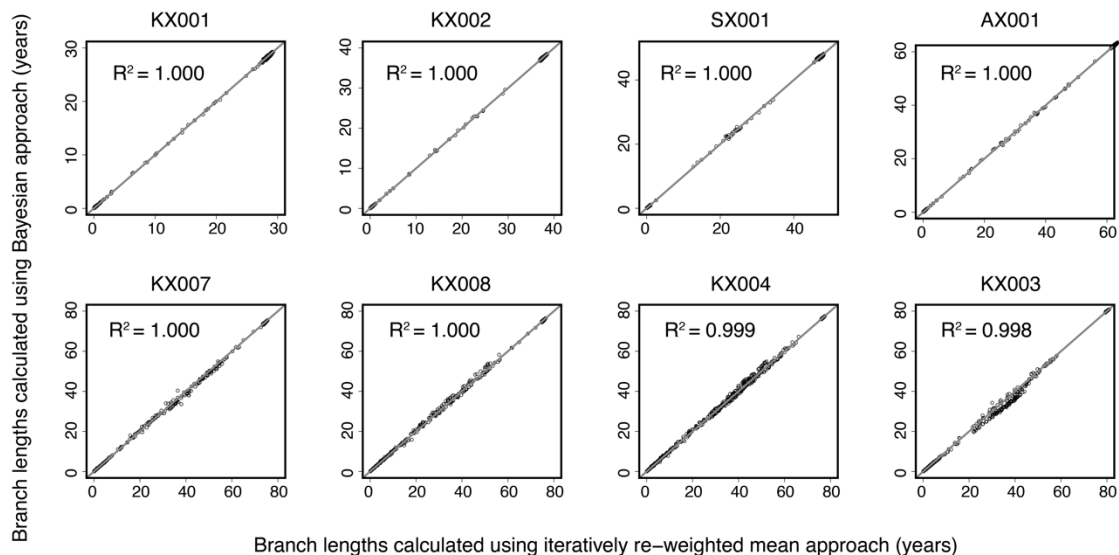 Branch lengths calculated using Bayesian approach (years)
KX001
R² = 1.000
30
20
10
0
0 10 20 30
KX002
R² = 1.000
40
30
20
10
0
0 10 20 30 40
SX001
R² = 1.000
40
20
0
0 20 40
AX001
R² = 1.000
60
40
20
0
0 20 40 60
KX007
R² = 1.000
80
60
40
20
0
0 20 40 60 80
KX008
R² = 1.000
80
60
40
20
0
0 20 40 60 80
KX004
R² = 0.999
80
60
40
20
0
0 20 40 60 80
KX003
R² = 0.998
80
60
40
20
0
0 20 40 60 80
Branch lengths calculated using iteratively re−weighted mean approach (years)